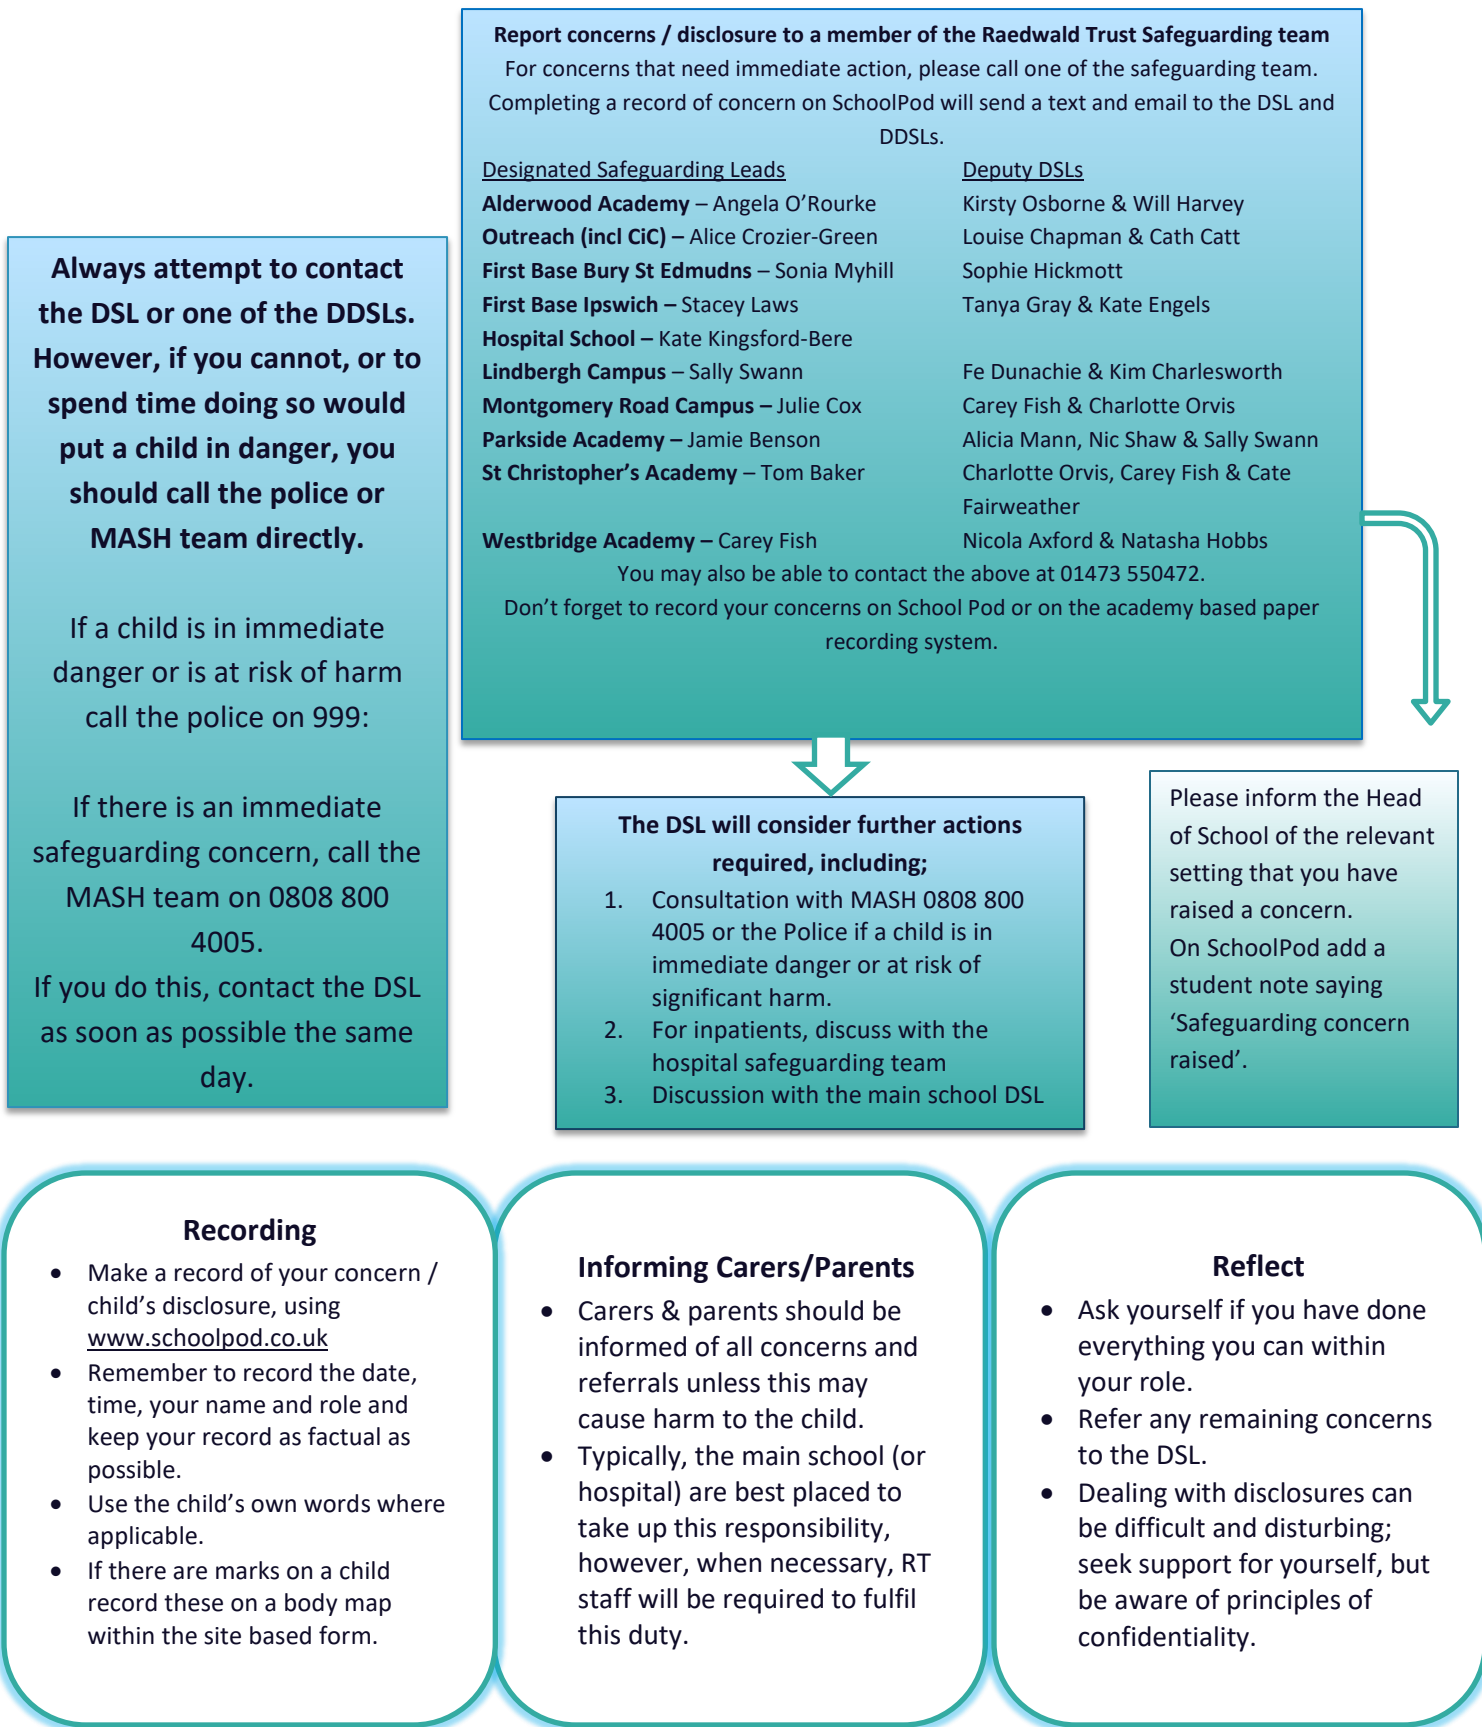 Report concerns / disclosure to a member of the Raedwald Trust Safeguarding team
For concerns that need immediate action, please call one of the safeguarding team.
Completing a record of concern on SchoolPod will send a text and email to the DSL and
DDSLs.
Designated Safeguarding Leads Deputy DSLs
Alderwood Academy – Angela O’Rourke Kirsty Osborne & Will Harvey
Outreach (incl CiC) – Alice Crozier-Green Louise Chapman & Cath Catt
First Base Bury St Edmudns – Sonia Myhill Sophie Hickmott
First Base Ipswich – Stacey Laws Tanya Gray & Kate Engels
Hospital School – Kate Kingsford-Bere
Lindbergh Campus – Sally Swann Fe Dunachie & Kim Charlesworth
Montgomery Road Campus – Julie Cox Carey Fish & Charlotte Orvis
Parkside Academy – Jamie Benson Alicia Mann, Nic Shaw & Sally Swann
St Christopher’s Academy – Tom Baker Charlotte Orvis, Carey Fish & Cate
Fairweather
Westbridge Academy – Carey Fish Nicola Axford & Natasha Hobbs
You may also be able to contact the above at 01473 550472.
Don’t forget to record your concerns on School Pod or on the academy based paper
recording system.
Always attempt to contact
the DSL or one of the DDSLs.
However, if you cannot, or to
spend time doing so would
put a child in danger, you
should call the police or
MASH team directly.
If a child is in immediate
danger or is at risk of harm
call the police on 999:
If there is an immediate
safeguarding concern, call the
MASH team on 0808 800
4005.
If you do this, contact the DSL
as soon as possible the same
day.
The DSL will consider further actions
required, including;
1. Consultation with MASH 0808 800
4005 or the Police if a child is in
immediate danger or at risk of
significant harm.
2. For inpatients, discuss with the
hospital safeguarding team
3. Discussion with the main school DSL
Please inform the Head
of School of the relevant
setting that you have
raised a concern.
On SchoolPod add a
student note saying
‘Safeguarding concern
raised’.
Recording
• Make a record of your concern /
child’s disclosure, using
www.schoolpod.co.uk
• Remember to record the date,
time, your name and role and
keep your record as factual as
possible.
• Use the child’s own words where
applicable.
• If there are marks on a child
record these on a body map
within the site based form.
Informing Carers/Parents
• Carers & parents should be
informed of all concerns and
referrals unless this may
cause harm to the child.
• Typically, the main school (or
hospital) are best placed to
take up this responsibility,
however, when necessary, RT
staff will be required to fulfil
this duty.
Reflect
• Ask yourself if you have done
everything you can within
your role.
• Refer any remaining concerns
to the DSL.
• Dealing with disclosures can
be difficult and disturbing;
seek support for yourself, but
be aware of principles of
confidentiality.